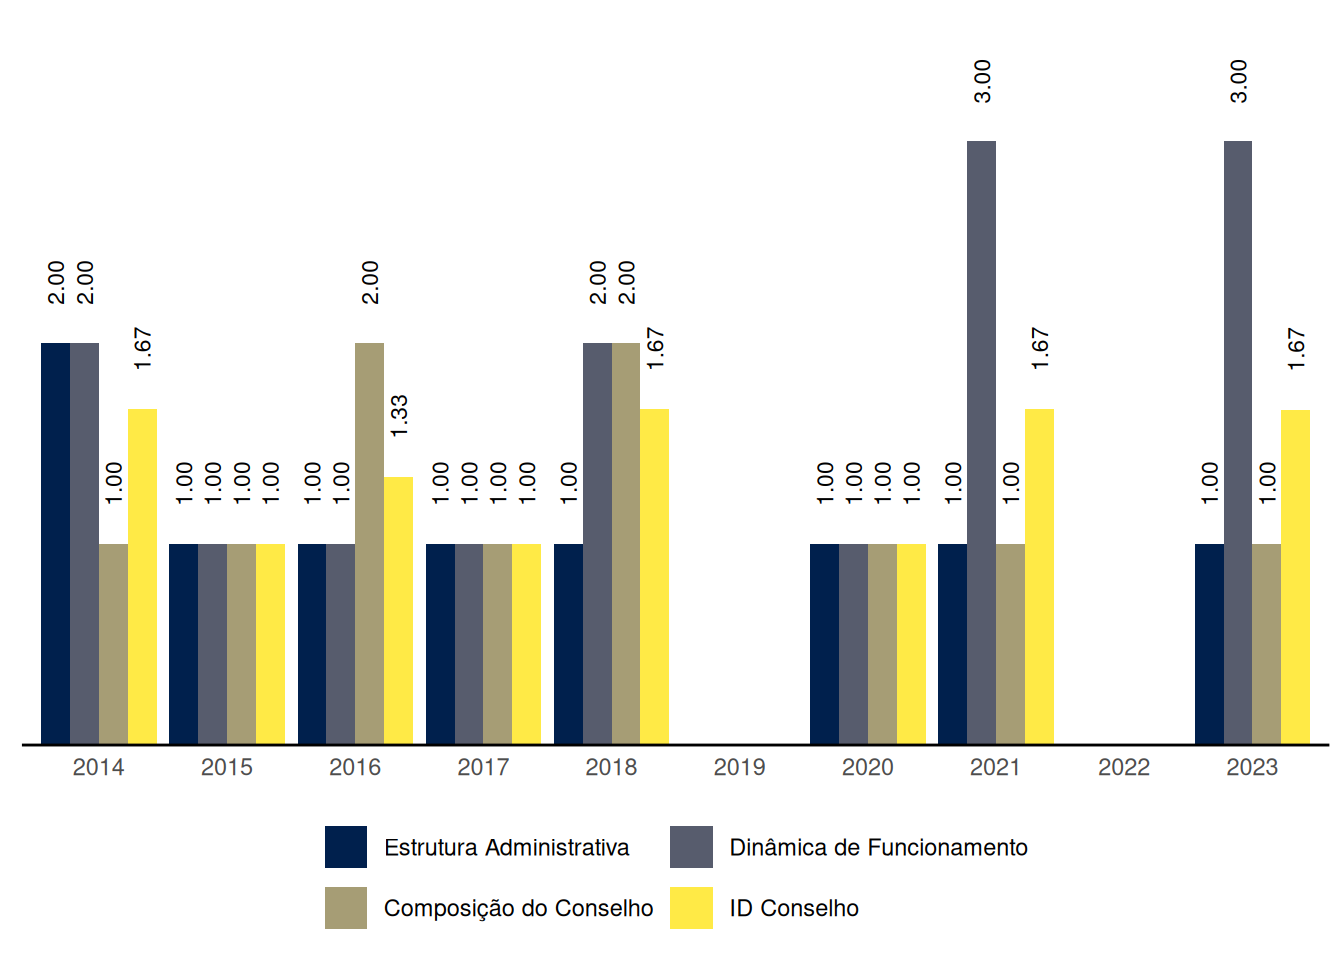 3.00 3.00
2.00 2.00 2.00 2.00 2.00
1.67 1.67 1.67 1.67
1.33
1.00 1.00 1.00 1.00 1.00 1.00 1.00 1.00 1.00 1.00 1.00 1.00 1.00 1.00 1.00 1.00 1.00 1.00 1.00 1.00
2014 2015 2016 2017 2018 2019 2020 2021 2022 2023
Estrutura Administrativa Dinâmica de Funcionamento
Composição do Conselho ID Conselho